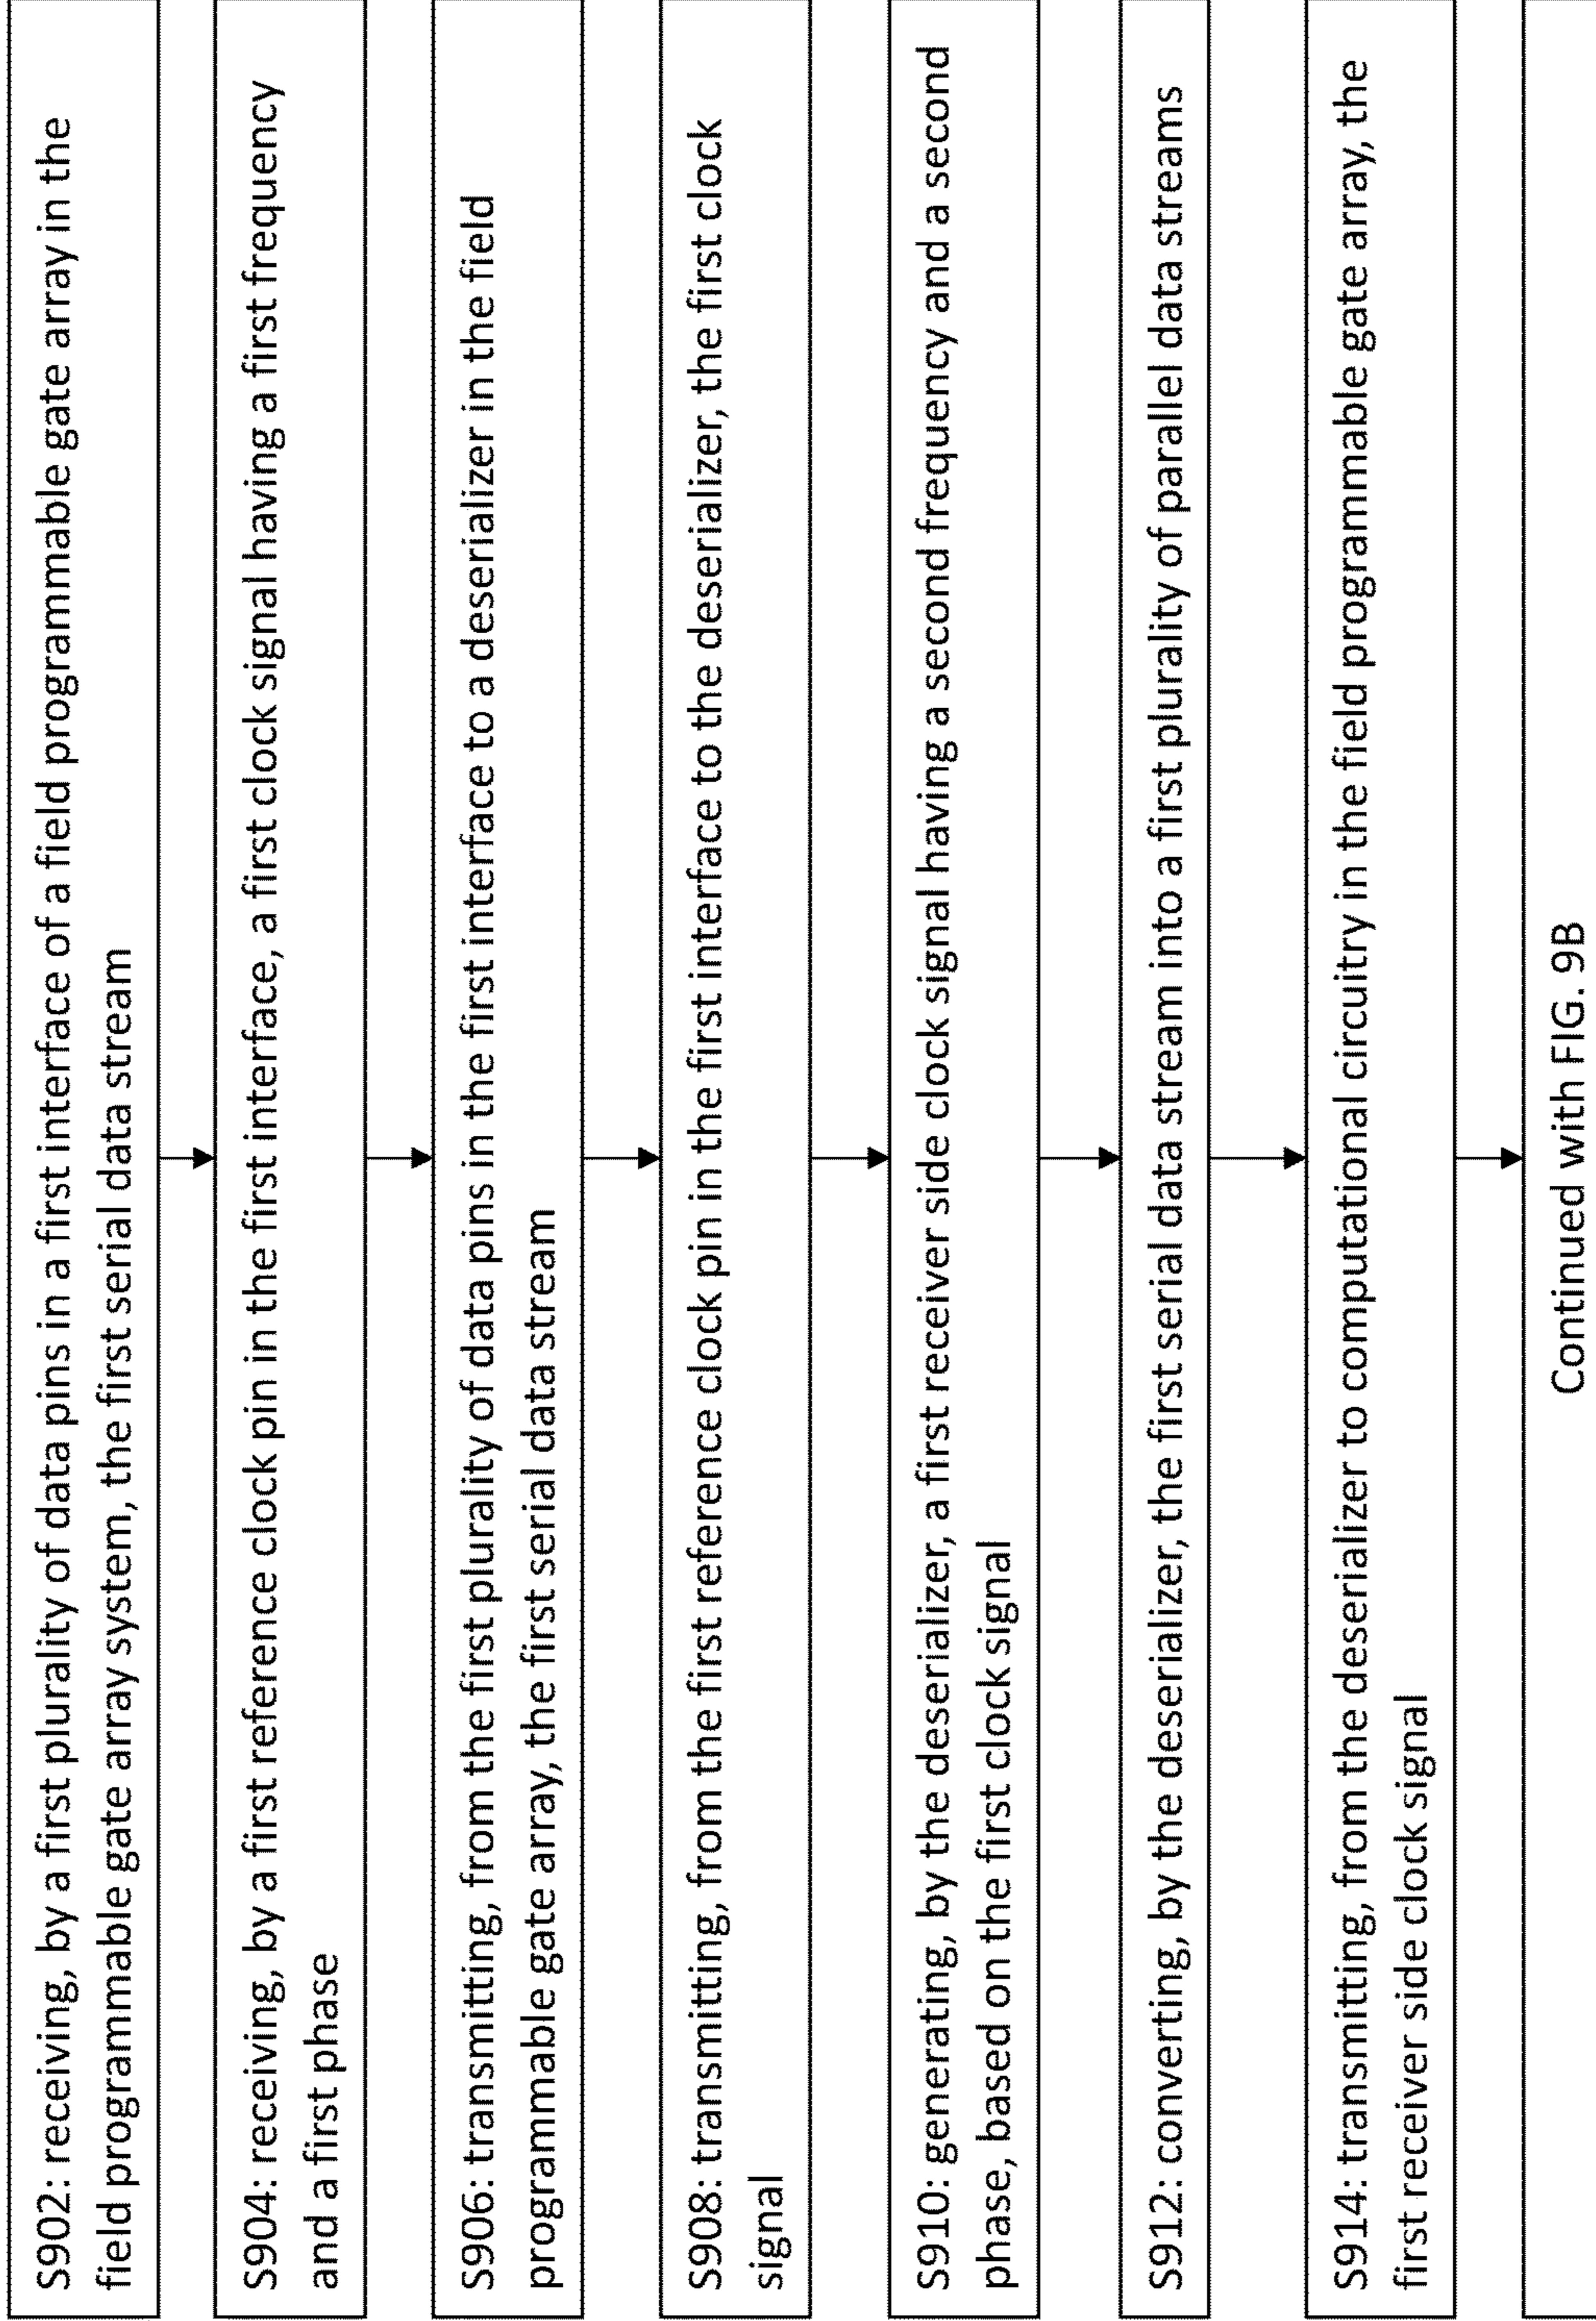 S902: receiving, by a first plurality of data pins in a first interface of a field programmable gate array in the
field programmable gate array system, the first serial data stream
S904: receiving, by a first reference clock pin in the first interface, a first clock signal having a first frequency
and a first phase
S906: transmitting, from the first plurality of data pins in the first interface to a deserializer in the field
programmable gate array, the first serial data stream
S908: transmitting, from the first reference clock pin in the first interface to the deserializer, the first clock
signal
S910: generating, by the deserializer, a first receiver side clock signal having a second frequency and a second
phase, based on the first clock signal
S912: converting, by the deserializer, the first serial data stream into a first plurality of parallel data streams
S914: transmitting, from the deserializer to computational circuitry in the field programmable gate array, the
first receiver side clock signal
Continued with FIG. 9B